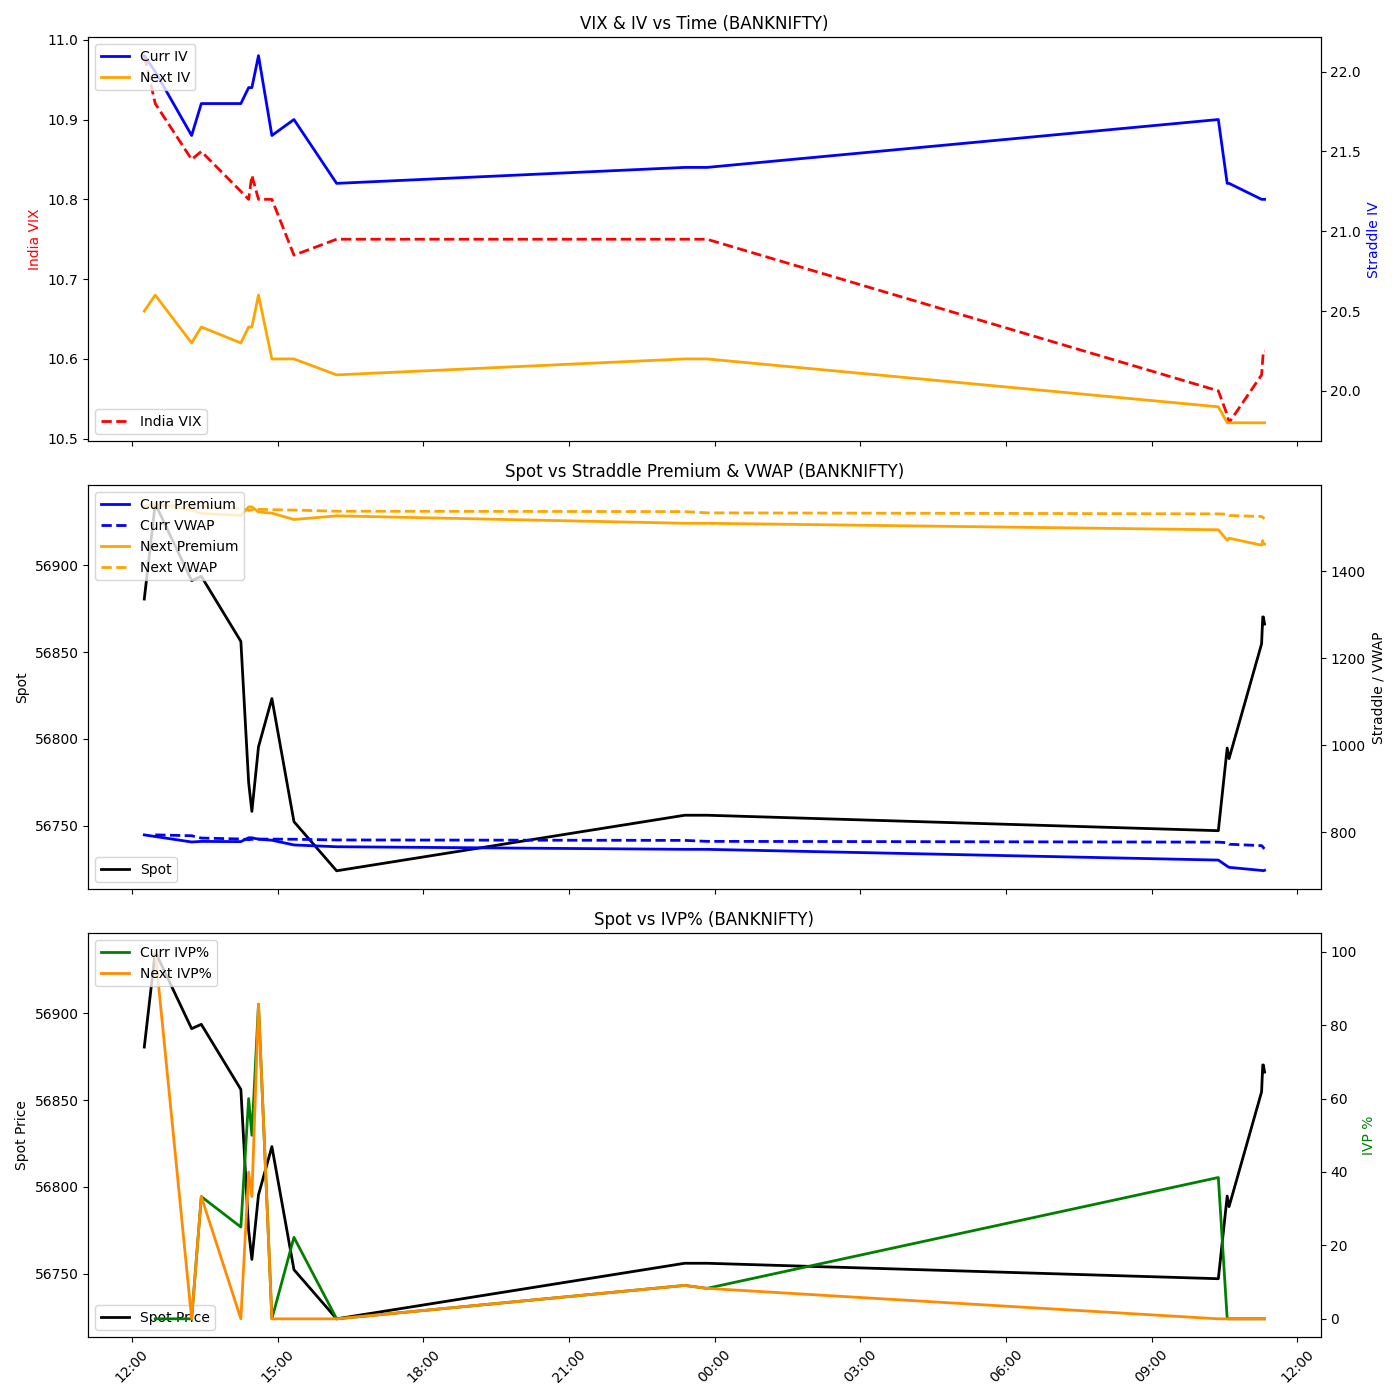 VIX & IV vs Time (BANKNIFTY)
Curr IV
Next IV
India VIX
11.0
10.9
10.8
10.7
10.6
10.5
India VIX
22.0
21.5
21.0
20.5
20.0
Straddle IV
Spot vs Straddle Premium & VWAP (BANKNIFTY)
Curr Premium
Curr VWAP
Next Premium
Next VWAP
Spot
56900
56850
56800
56750
Spot
1400
1200
1000
800
Straddle / VWAP
Spot vs IVP% (BANKNIFTY)
Curr IVP%
Next IVP%
Spot Price
56900
56850
56800
56750
Spot Price
100
80
60
40
20
0
IVP %
12:00
15:00
18:00
21:00
00:00
03:00
06:00
09:00
12:00